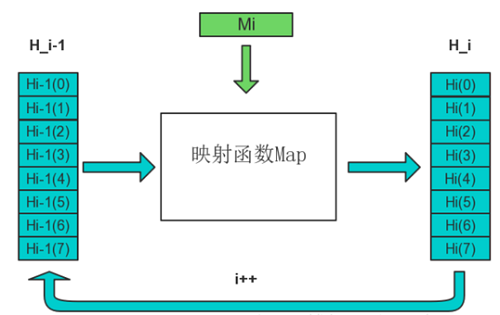 Mi
H_i-1
H_i
Hi-1(0)
Hi-1(1)
Hi-1(2)
Hi-1(3)
Hi-1(4)
Hi-1(5)
Hi-1(6)
Hi-1(7)
映射函数Map
Hi(0)
Hi(1)
Hi(2)
Hi(3)
Hi(4)
Hi(5)
Hi(6)
Hi(7)
i++